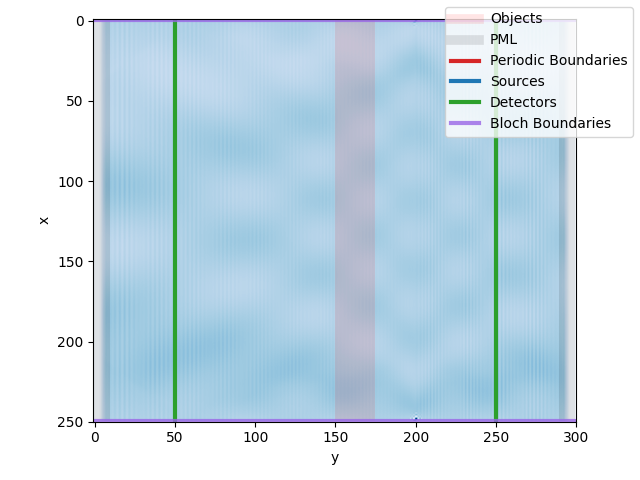 Objects
PML
Periodic Boundaries
Sources
Detectors
Bloch Boundaries
0
50
100
150
200
250
x
0 50 100 150 200 250 300
y